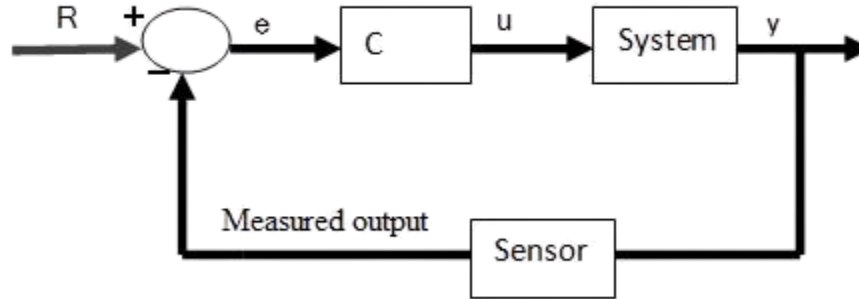 R
+
−
e
C
u
System
y
Measured output
Sensor